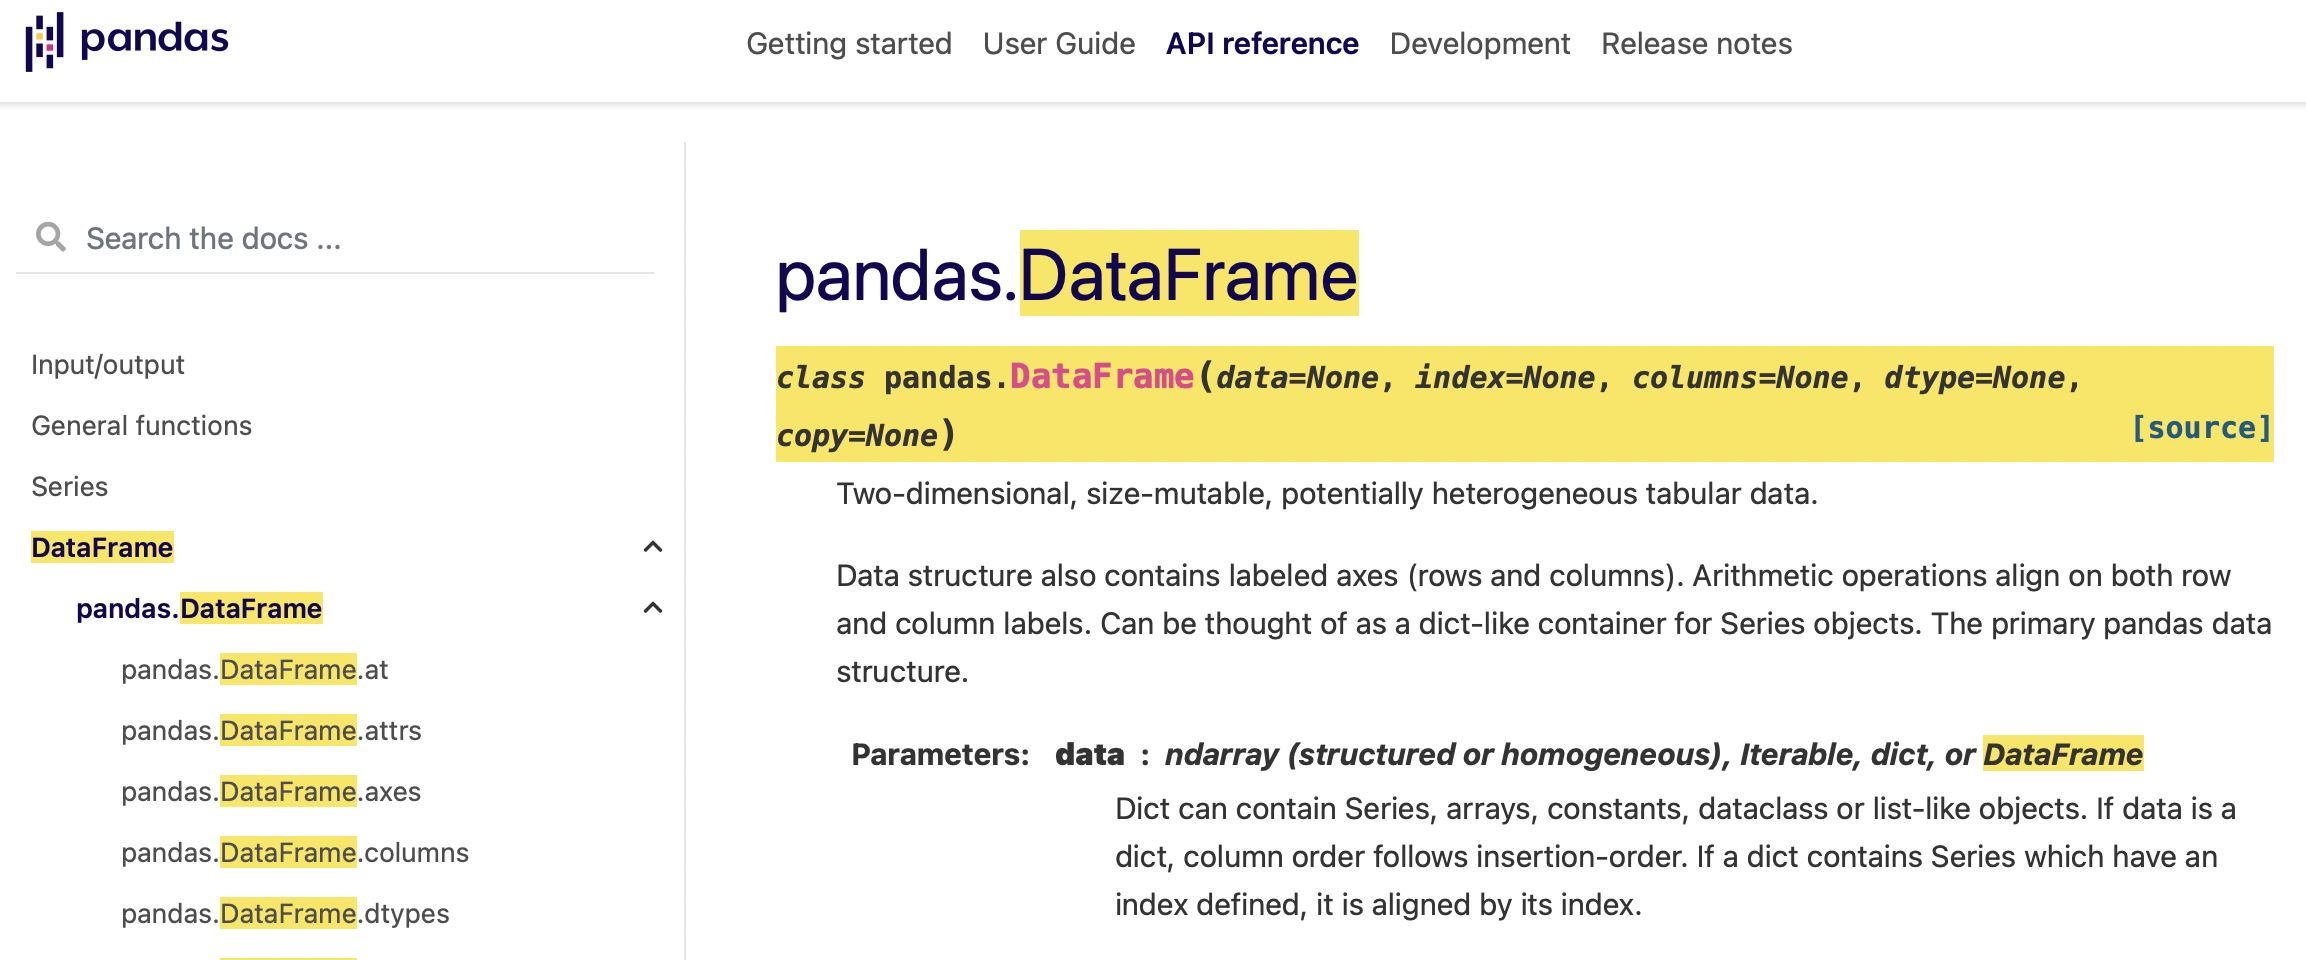 pandas
Getting started User Guide API reference Development Release notes
Search the docs ...
Input/output
General functions
Series
DataFrame
pandas.DataFrame
pandas.DataFrame.at
pandas.DataFrame.attrs
pandas.DataFrame.axes
pandas.DataFrame.columns
pandas.DataFrame.dtypes
pandas.DataFrame
class pandas.DataFrame(data=None, index=None, columns=None, dtype=None,
copy=None) [source]
Two-dimensional, size-mutable, potentially heterogeneous tabular data.
Data structure also contains labeled axes (rows and columns). Arithmetic operations align on both row
and column labels. Can be thought of as a dict-like container for Series objects. The primary pandas data
structure.
Parameters: data : ndarray (structured or homogeneous), Iterable, dict, or DataFrame
Dict can contain Series, arrays, constants, dataclass or list-like objects. If data is a
dict, column order follows insertion-order. If a dict contains Series which have an
index defined, it is aligned by its index.